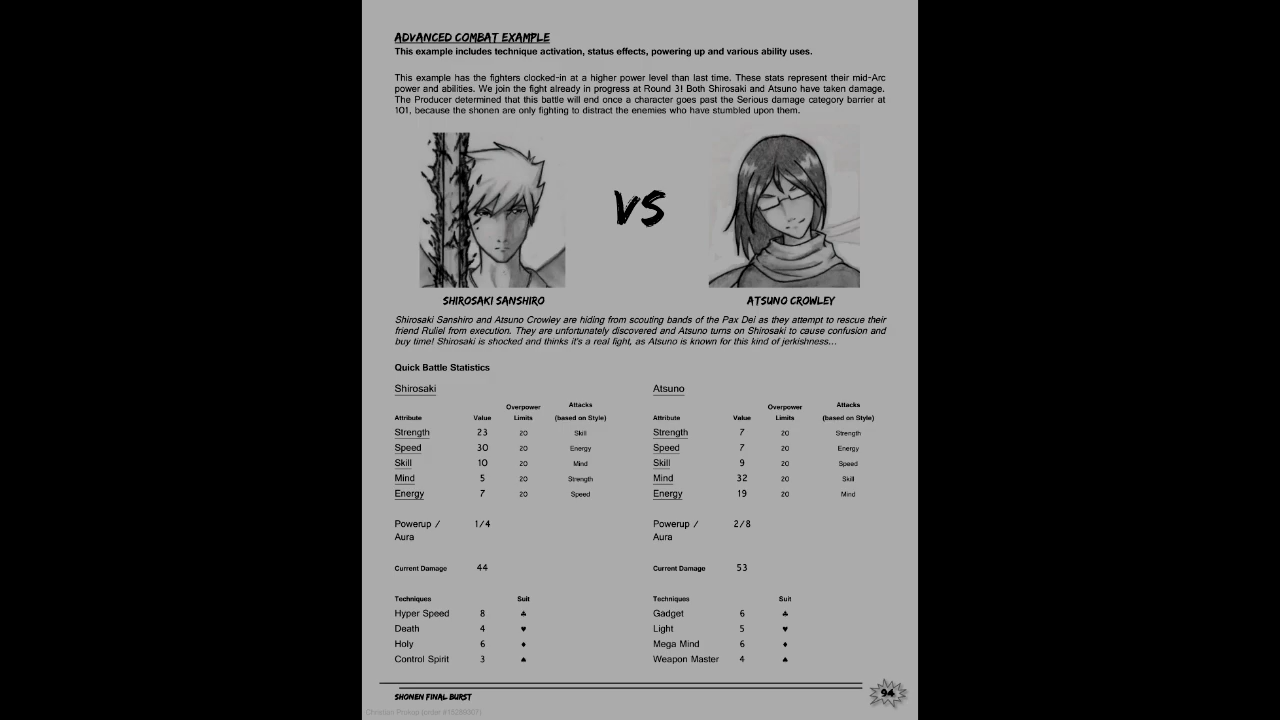 ADVANCED COMBAT EXAMPLE
This example includes technique activation, status effects, powering up and various ability uses.
This example has the fighters clocked-in at a higher power level than last time. These stats represent their mid-Arc
power and abilities. We join the fight already in progress at Round 3! Both Shirosaki and Atsuno have taken damage.
The Producer determined that this battle will end once a character goes past the Serious damage category barrier at
101, because the shonen are only fighting to distract the enemies who have stumbled upon them.
VS
SHIROSAKI SANSHIRO ATSUNO CROWLEY
Shirosaki Sanshiro and Atsuno Crowley are hiding from scouting bands of the Pax Dei as they attempt to rescue their
friend Ruliel from execution. They are unfortunately discovered and Atsuno turns on Shirosaki to cause confusion and
buy time! Shirosaki is shocked and thinks it's a real fight, as Atsuno is known for this kind of jerkishness...
Quick Battle Statistics
Shirosaki
Overpower Attacks
Attribute Value Limits (based on Style)
Strength 23 20 Skill
Speed 30 20 Energy
Skill 10 20 Mind
Mind 5 20 Strength
Energy 7 20 Speed
Powerup / 1/4
Aura
Current Damage 44
Techniques Suit
Hyper Speed 8 ♣
Death 4 ♥
Holy 6 ♦
Control Spirit 3 ♠
Atsuno
Overpower Attacks
Attribute Value Limits (based on Style)
Strength 7 20 Strength
Speed 7 20 Energy
Skill 9 20 Speed
Mind 32 20 Skill
Energy 19 20 Mind
Powerup / 2/8
Aura
Current Damage 53
Techniques Suit
Gadget 6 ♣
Light 5 ♥
Mega Mind 6 ♦
Weapon Master 4 ♠
SHONEN FINAL BURST
94